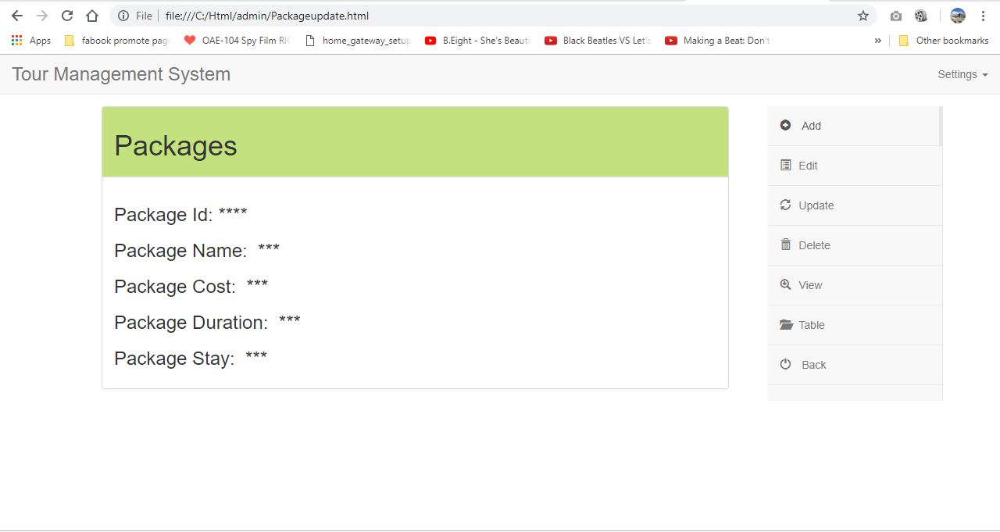 File file:///C:/Html/admin/Packageupdate.html
Apps fabook promote pag OAE-104 Spy Film home_gateway_setup B.Eight - She's Beauti Black Beatles VS Let's Making a Beat: Don't » Other bookmarks
Tour Management System Settings
Packages
Package Id: ****
Package Name: ***
Package Cost: ***
Package Duration: ***
Package Stay: ***
Add
Edit
Update
Delete
View
Table
Back